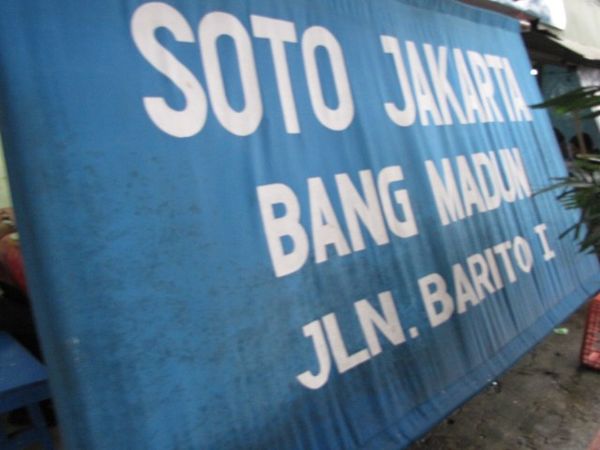 SOTO JAKARTA
BANG MADUN
JLN. BARITO I